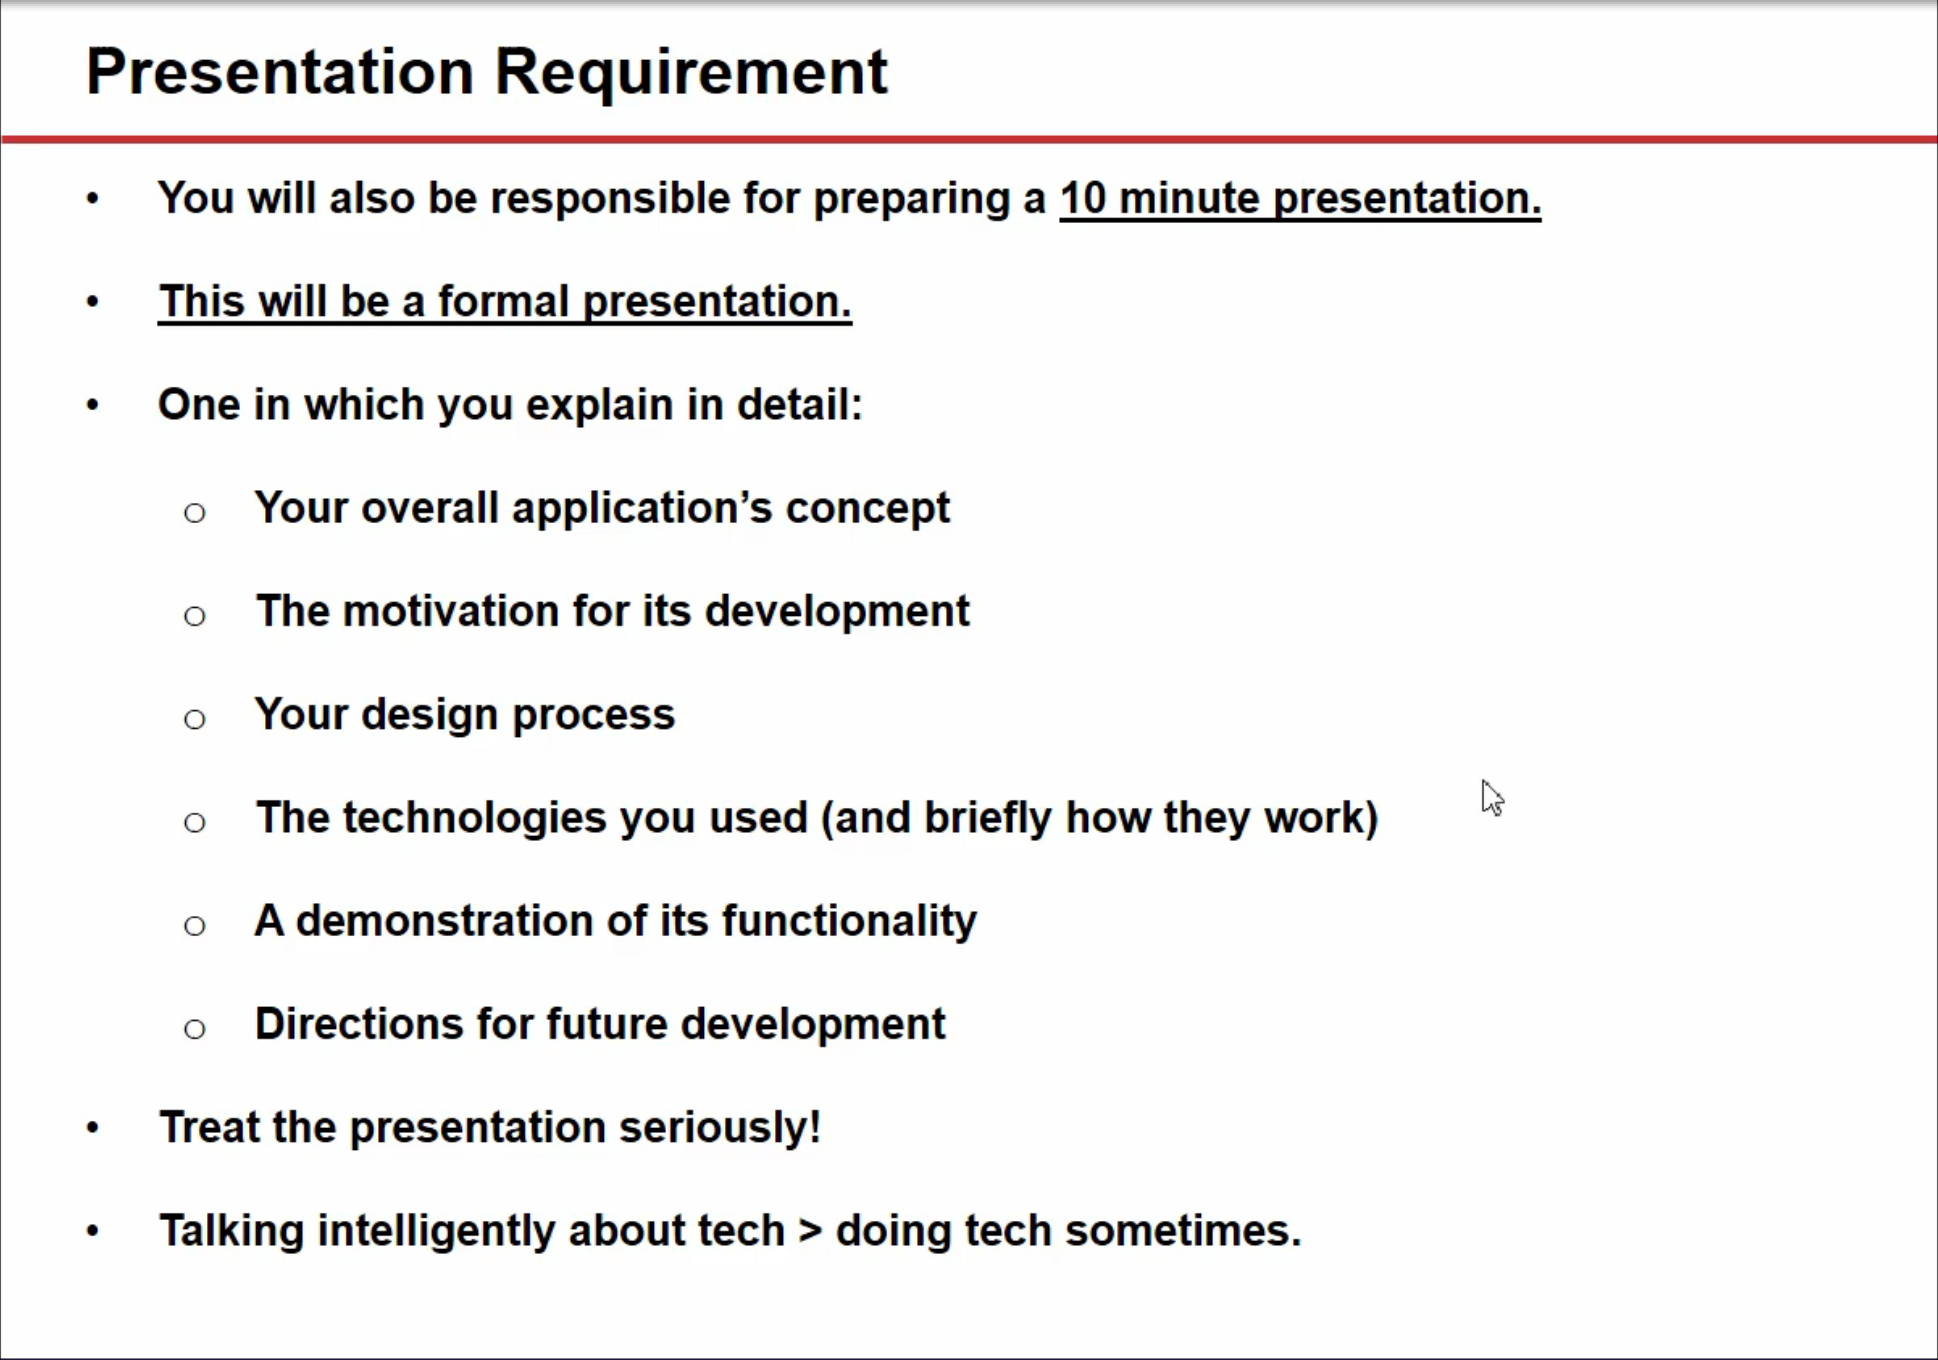 Presentation Requirement
• You will also be responsible for preparing a 10 minute presentation.
• This will be a formal presentation.
• One in which you explain in detail:
o Your overall application’s concept
o The motivation for its development
o Your design process
o The technologies you used (and briefly how they work)
o A demonstration of its functionality
o Directions for future development
• Treat the presentation seriously!
• Talking intelligently about tech > doing tech sometimes.